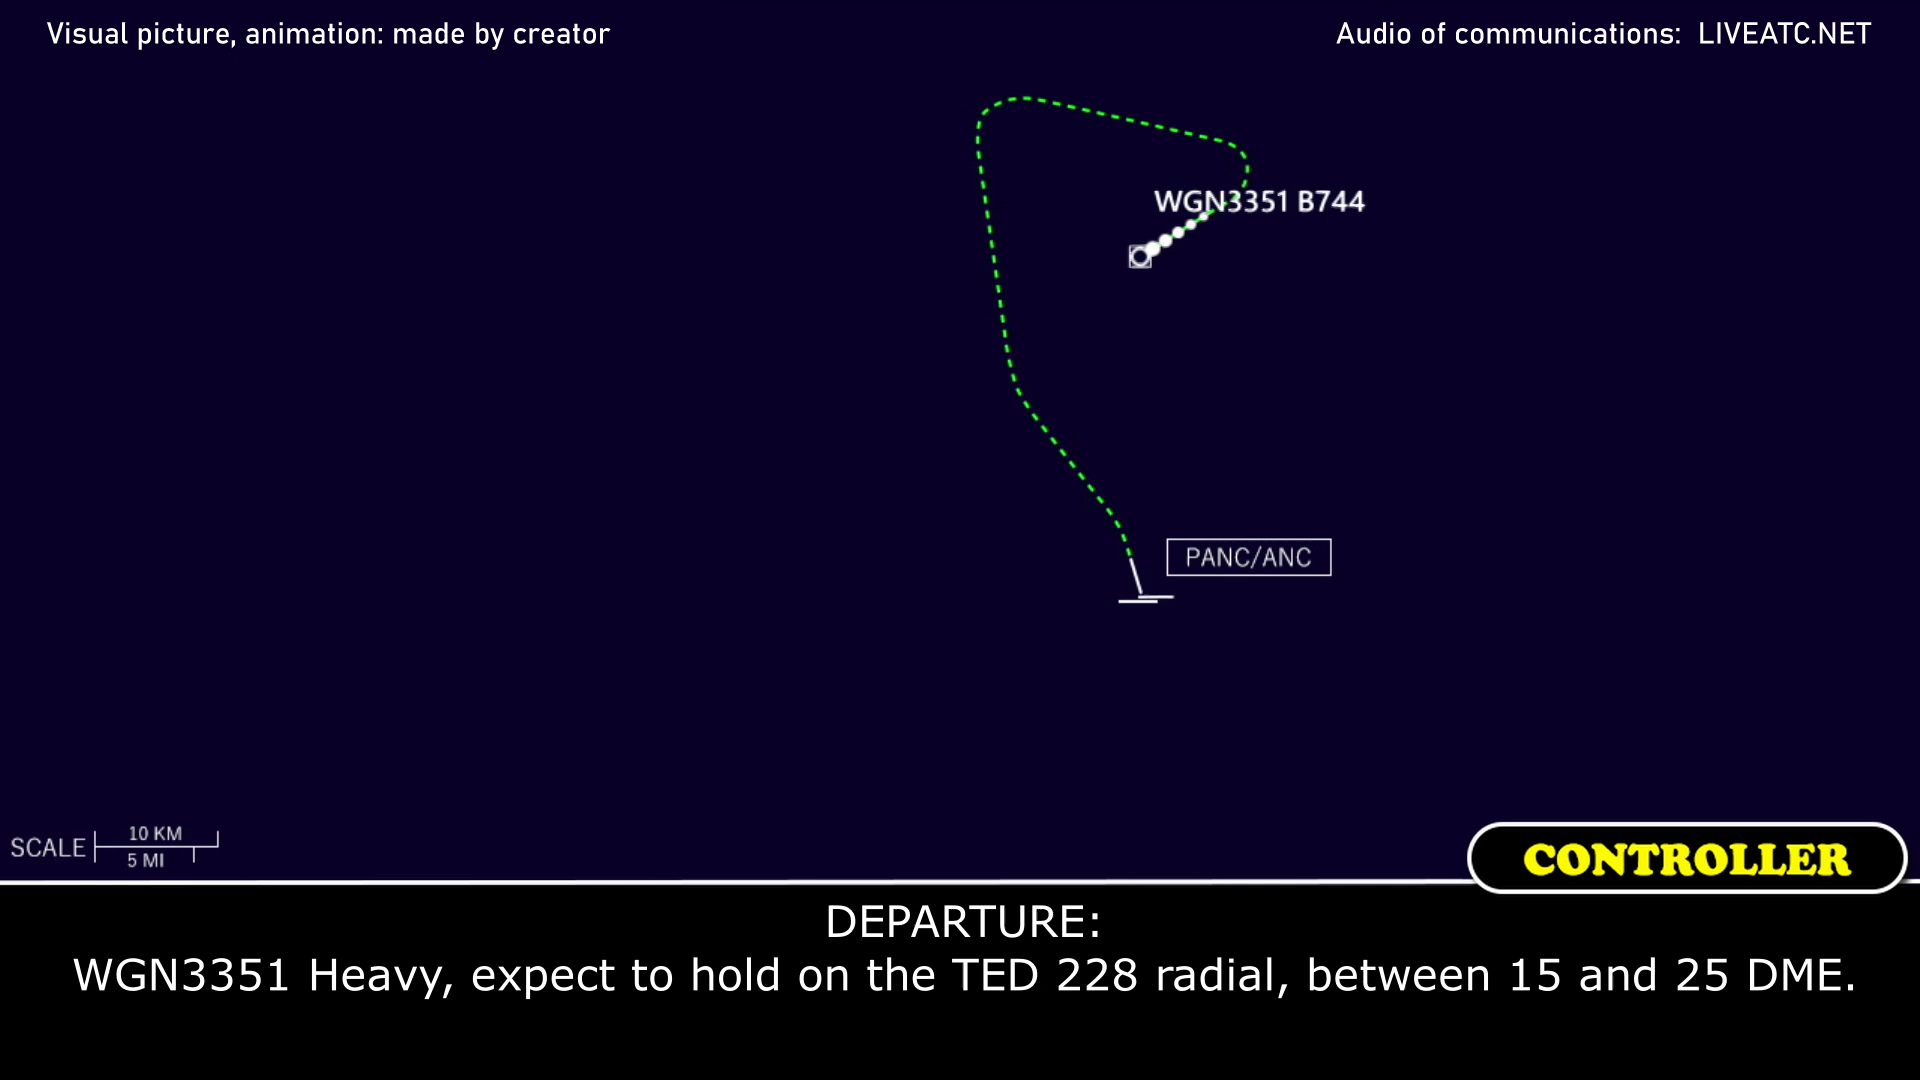 Visual picture, animation: made by creator
Audio of communications: LIVEATC.NET
WGN3351 B744
PANC/ANC
SCALE
10 KM
5 MI
CONTROLLER
DEPARTURE:
WGN3351 Heavy, expect to hold on the TED 228 radial, between 15 and 25 DME.